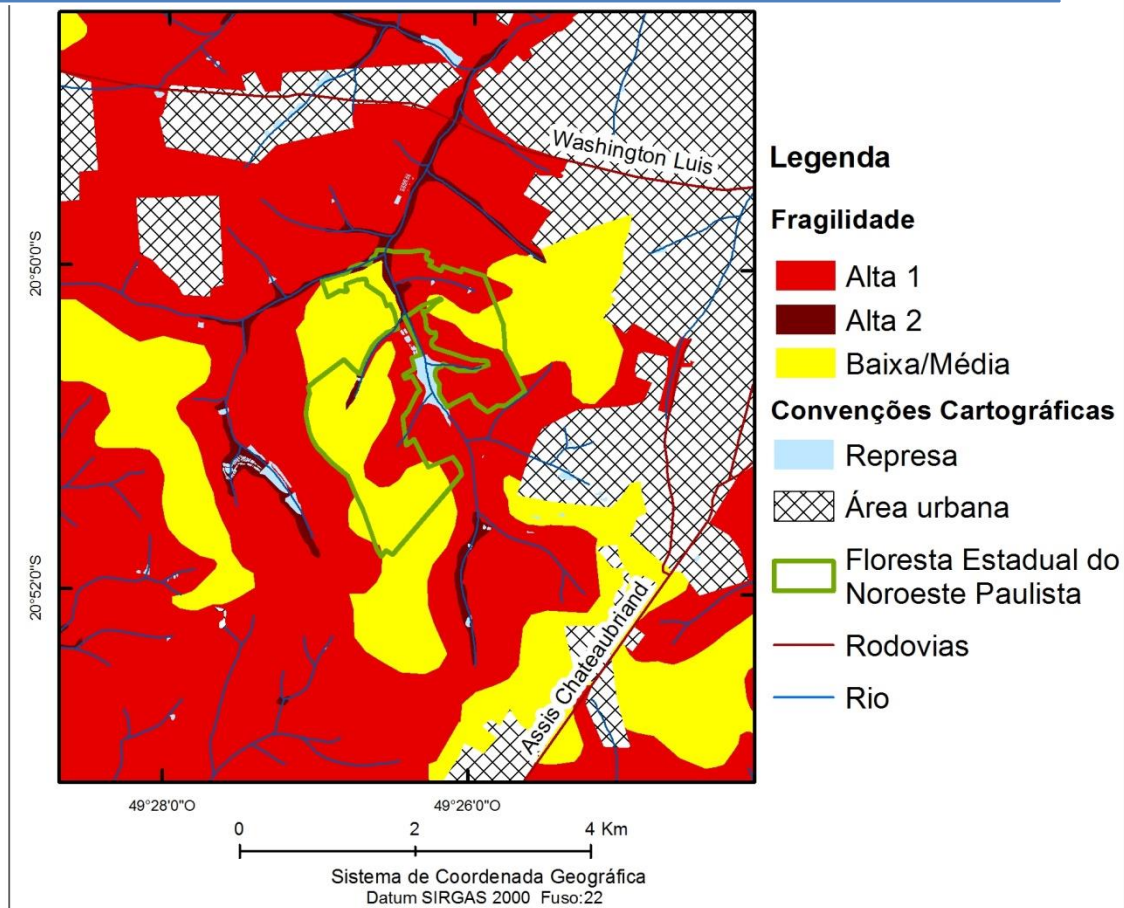 Washington Luis
Assis Chateaubriand
20°50'0"S
20°52'0"S
49°28'0"O
49°26'0"O
0 2 4 Km
Sistema de Coordenada Geográfica
Datum SIRGAS 2000 Fuso:22
Legenda
Fragilidade
Alta 1
Alta 2
Baixa/Média
Convenções Cartográficas
Represa
Área urbana
Floresta Estadual do
Noroeste Paulista
Rodovias
Rio